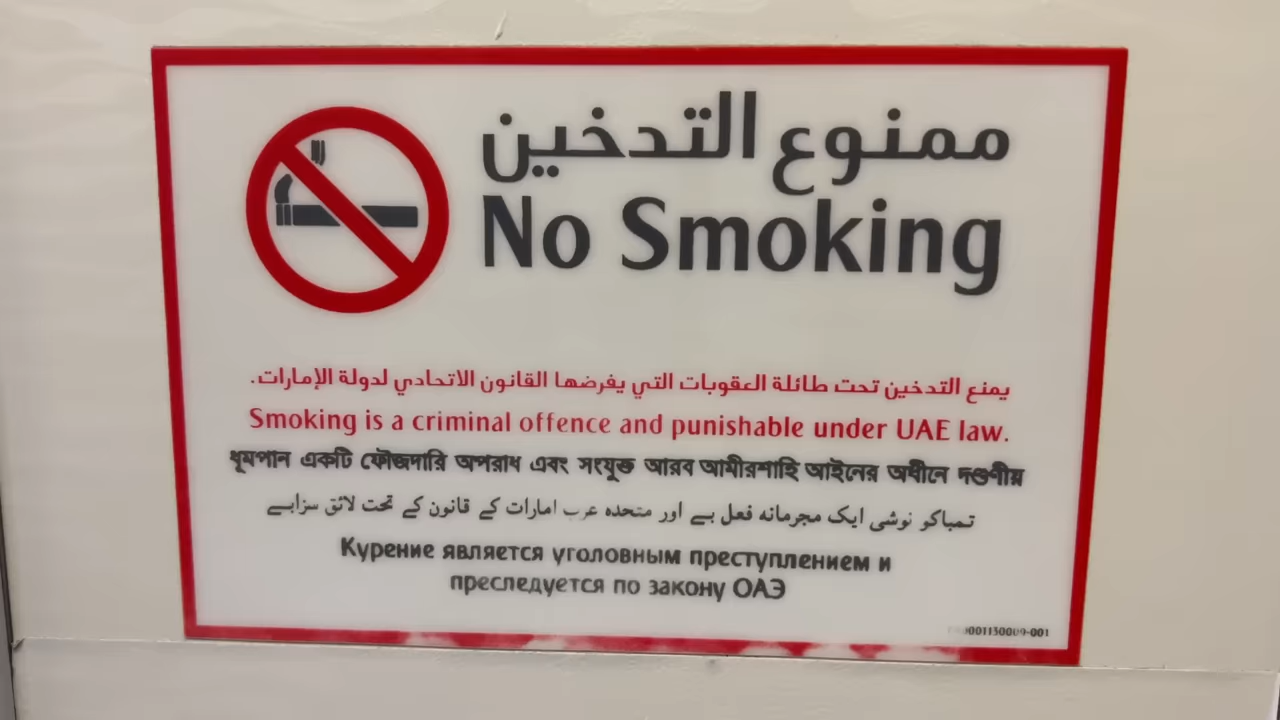 ممنوع التدخين
No Smoking
يمنع التدخين تحت طائلة العقوبات التي يفرضها القانون الاتحادي لدولة الإمارات.
Smoking is a criminal offence and punishable under UAE law.
ধূমপান একটি ফৌজদারি অপরাধ এবং সংযুক্ত আরব আমীরশাহি আইনের অধীনে দণ্ডণীয়
تمباکو نوشی ایک مجرمانہ فعل ہے اور متحدہ عرب امارات کے قانون کے تحت لائق سزاہے
Курение является уголовным преступлением и
преследуется по закону ОАЭ